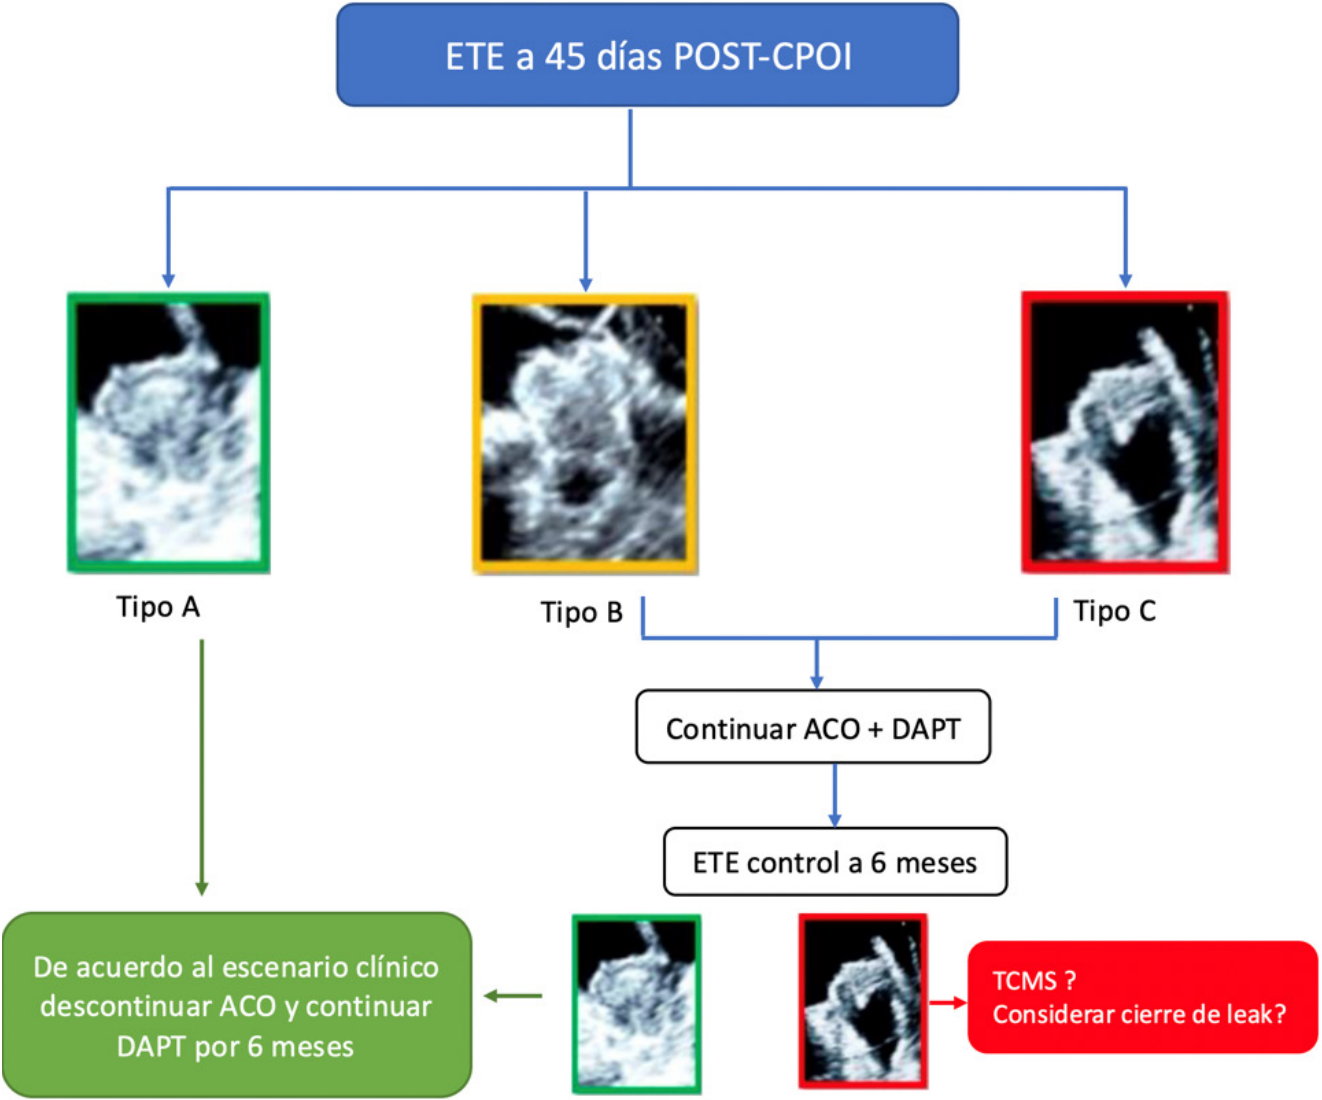 ETE a 45 días POST-CPOI
Tipo A
Tipo B
Tipo C
Continuar ACO + DAPT
ETE control a 6 meses
De acuerdo al escenario clínico
descontinuar ACO y continuar
DAPT por 6 meses
TCMS ?
Considerar cierre de leak?